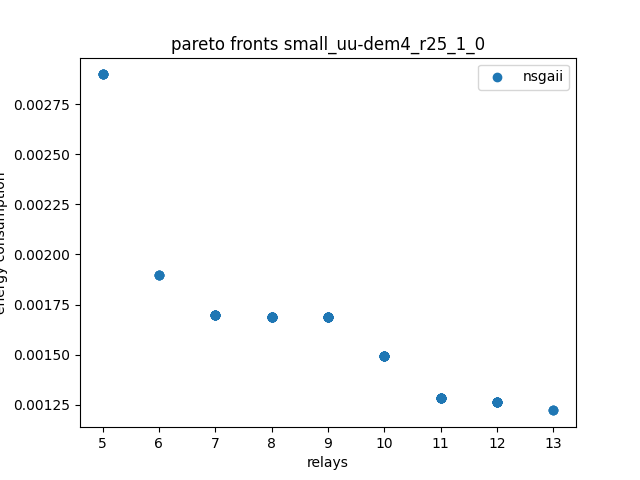 pareto fronts small_uu-dem4_r25_1_0
nsgaii
0.00275
0.00250
0.00225
0.00200
0.00175
0.00150
0.00125
energy consumption
5 6 7 8 9 10 11 12 13
relays